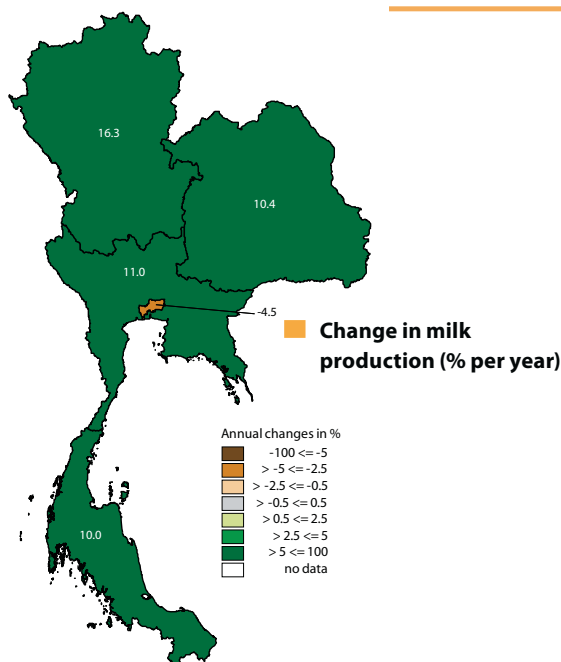 16.3
10.4
11.0
-4.5
Change in milk
production (% per year)
Annual changes in %
-100 <= -5
> -5 <= -2.5
> -2.5 <= -0.5
> -0.5 <= 0.5
> 0.5 <= 2.5
> 2.5 <= 5
> 5 <= 100
no data
10.0